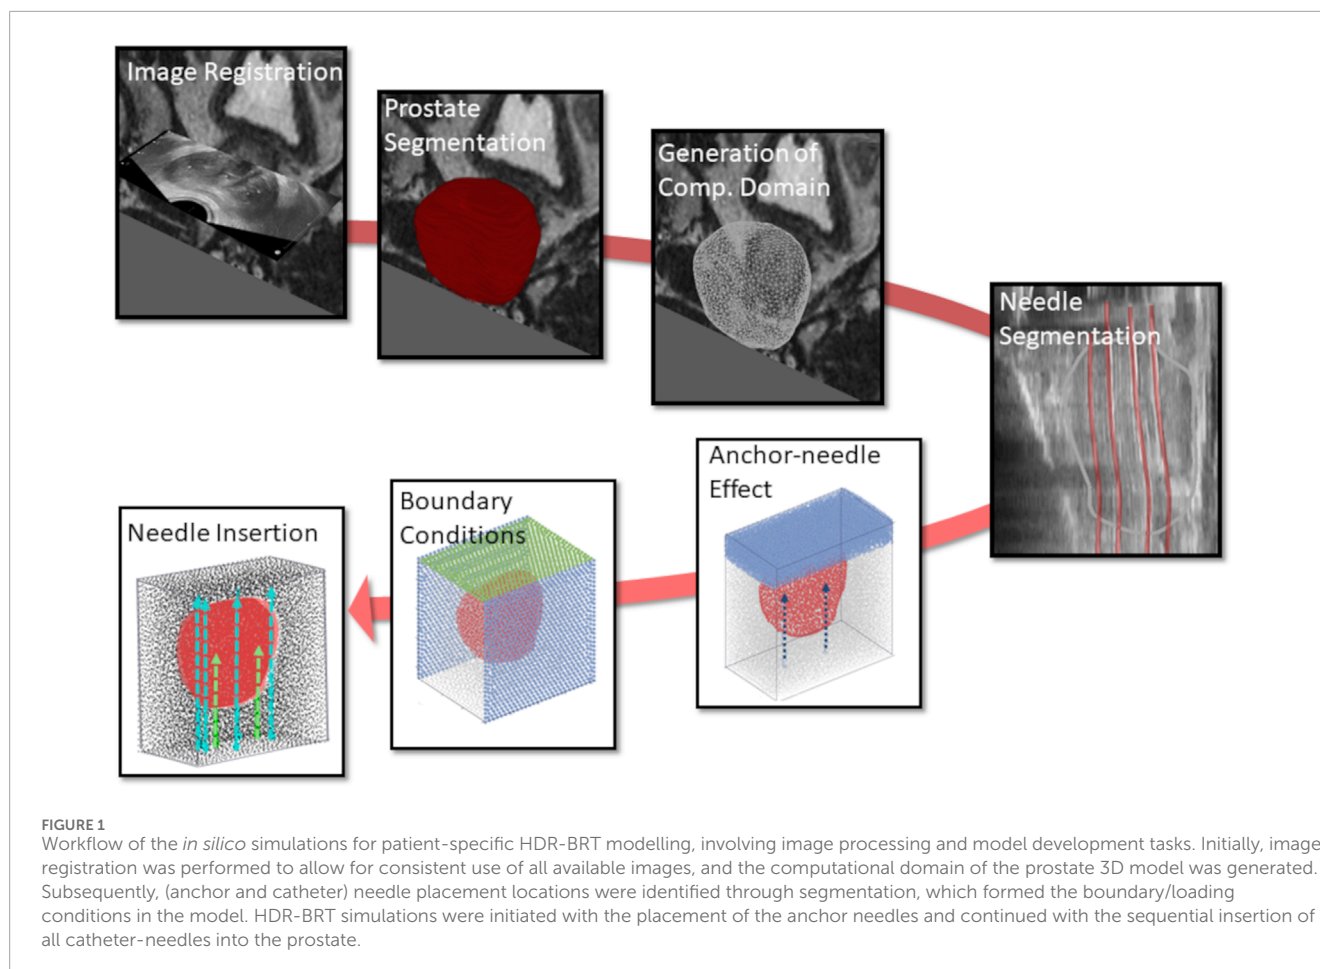 Image Registration
Prostate
Segmentation
Generation of
Comp. Domain
Needle
Segmentation
Anchor-needle
Effect
Boundary
Conditions
Needle Insertion
FIGURE 1
Workflow of the in silico simulations for patient-specific HDR-BRT modelling, involving image processing and model development tasks. Initially, image
registration was performed to allow for consistent use of all available images, and the computational domain of the prostate 3D model was generated.
Subsequently, (anchor and catheter) needle placement locations were identified through segmentation, which formed the boundary/loading
conditions in the model. HDR-BRT simulations were initiated with the placement of the anchor needles and continued with the sequential insertion of
all catheter-needles into the prostate.